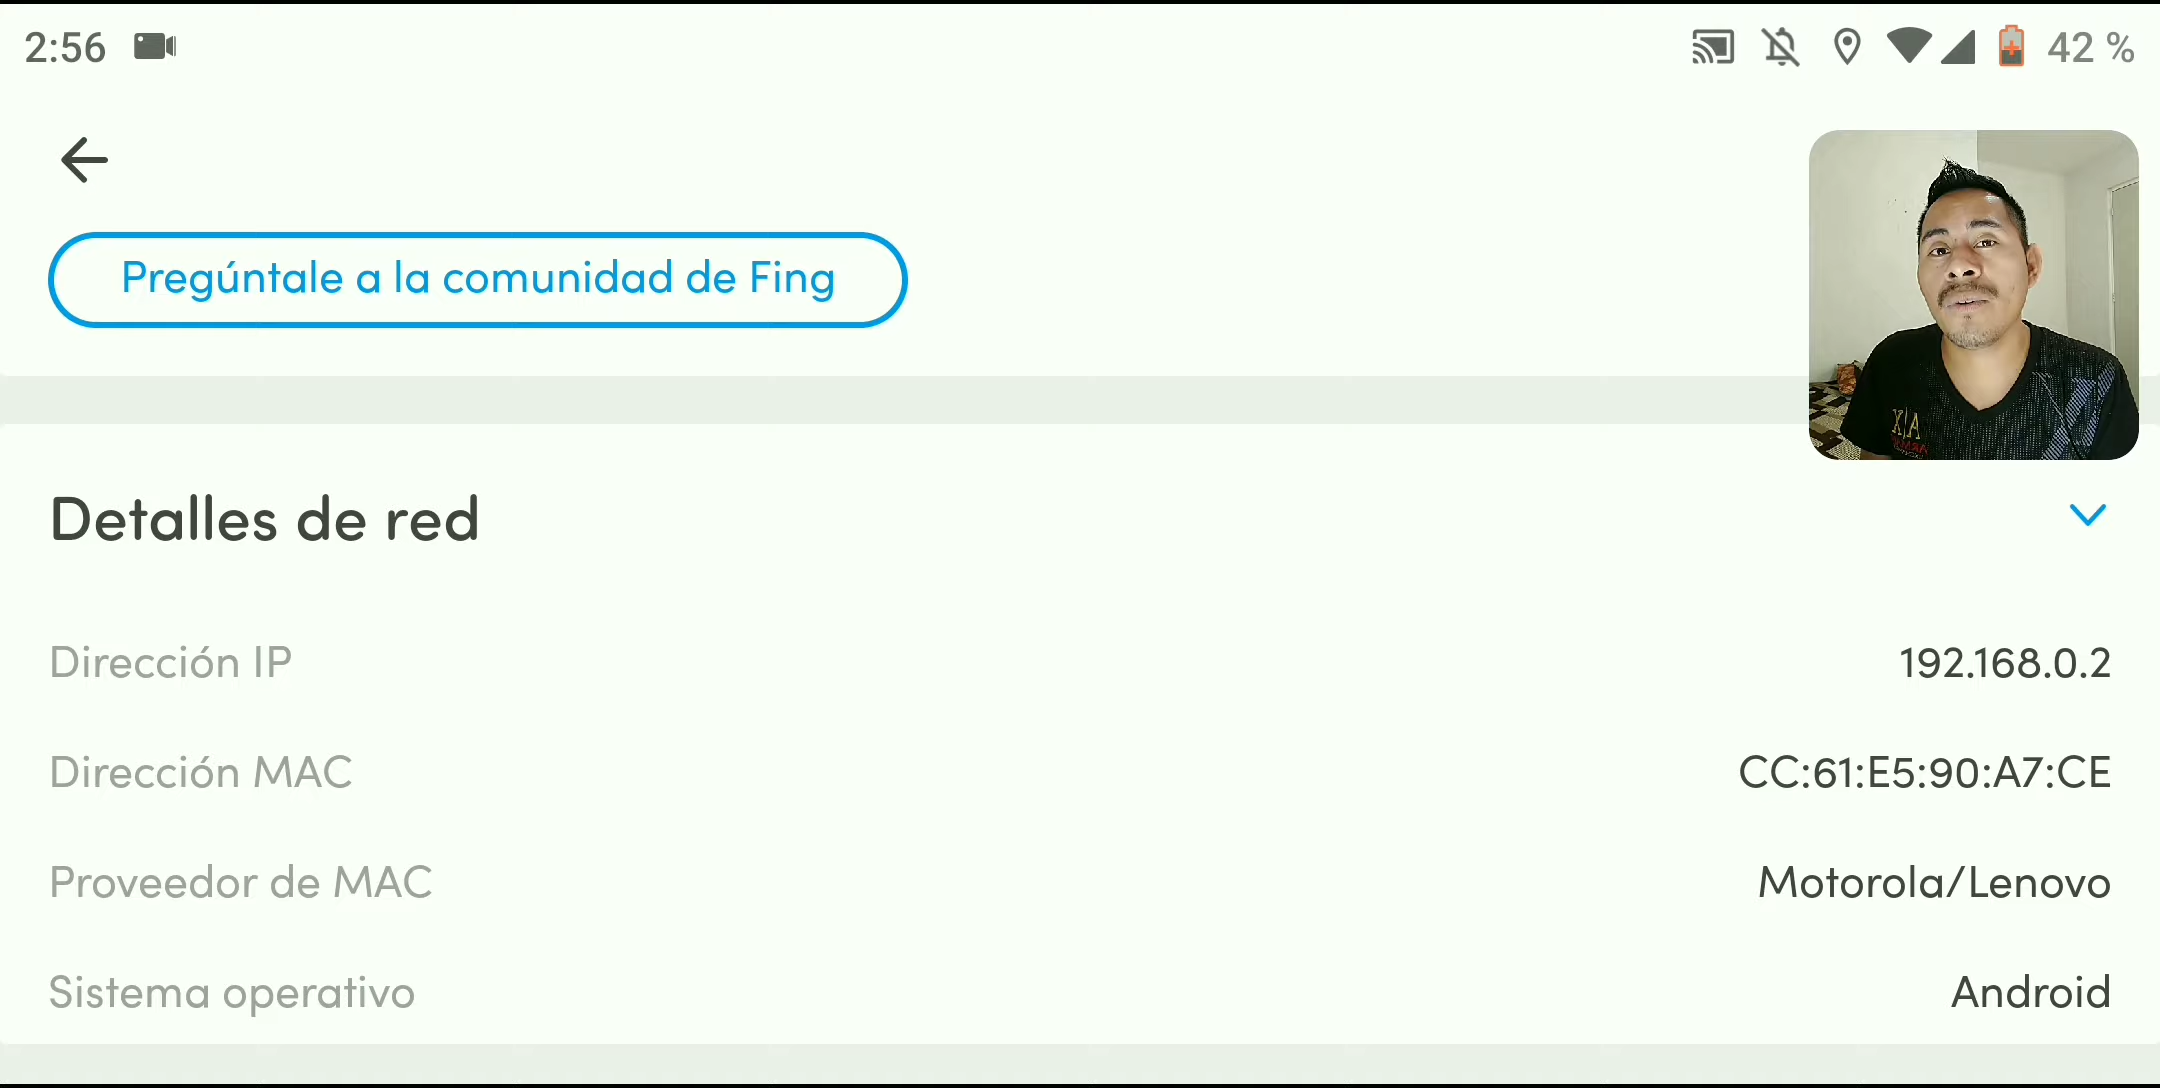 2:56
42 %
Pregúntale a la comunidad de Fing
X|A
Detalles de red
Dirección IP 192.168.0.2
Dirección MAC CC:61:E5:90:A7:CE
Proveedor de MAC Motorola/Lenovo
Sistema operativo Android